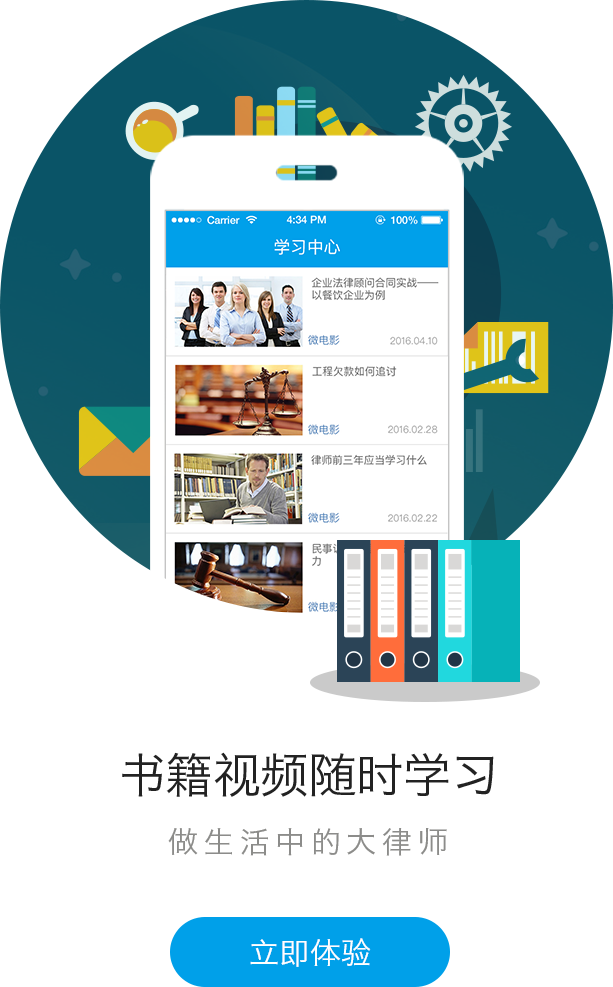 Carrier 4:34 PM 100%
学习中心
企业法律顾问合同实战——
以餐饮企业为例
微电影 2016.04.10
工程欠款如何追讨
微电影 2016.02.28
律师前三年应当学习什么
微电影 2016.02.22
民事
力
微电影
书籍视频随时学习
做生活中的大律师
立即体验